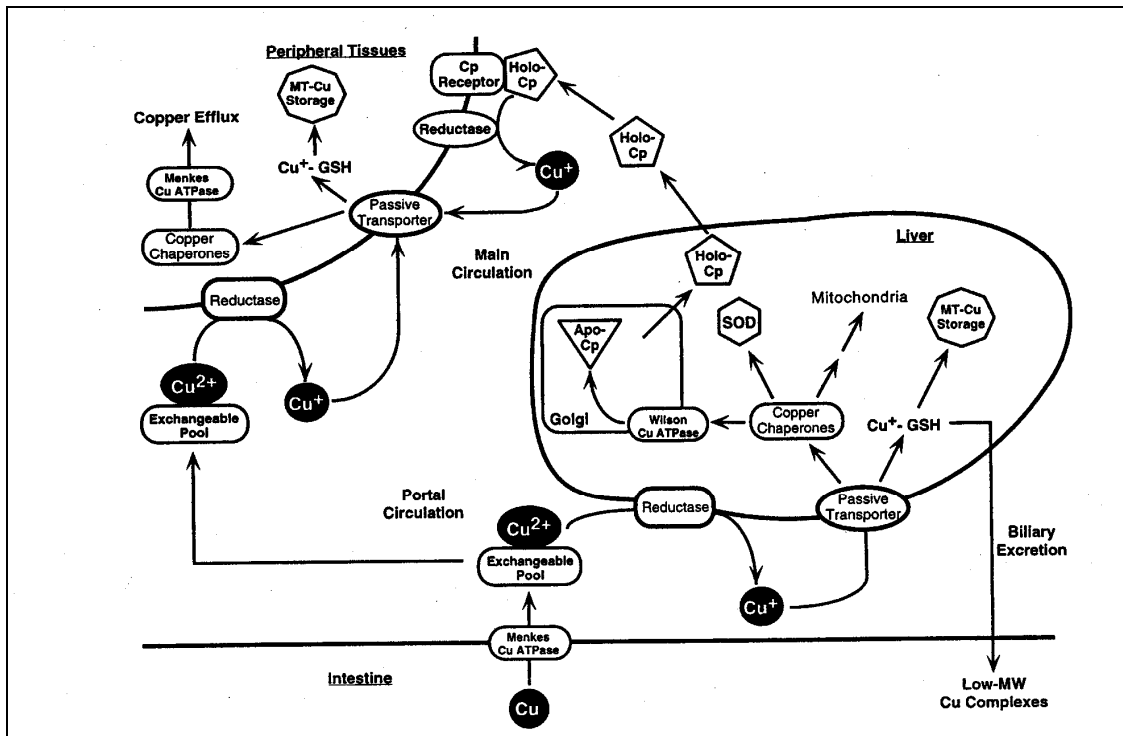 Peripheral Tissues
MT-Cu
Storage
Cp
Receptor
Holo-
Cp
Copper Efflux
Reductase
Holo-
Cp
Menkes
Cu ATPase
Cu⁺- GSH
Cu⁺
Passive
Transporter
Copper
Chaperones
Main
Circulation
Liver
Holo-
Cp
Reductase
Mitochondria
MT-Cu
Storage
SOD
Apo-
Cp
Cu²⁺
Cu⁺
Exchangeable
Pool
Golgi
Wilson
Cu ATPase
Copper
Chaperones
Cu⁺- GSH
Portal
Circulation
Reductase
Passive
Transporter
Cu²⁺
Exchangeable
Pool
Biliary
Excretion
Cu⁺
Menkes
Cu ATPase
Intestine
Cu
Low-MW
Cu Complexes